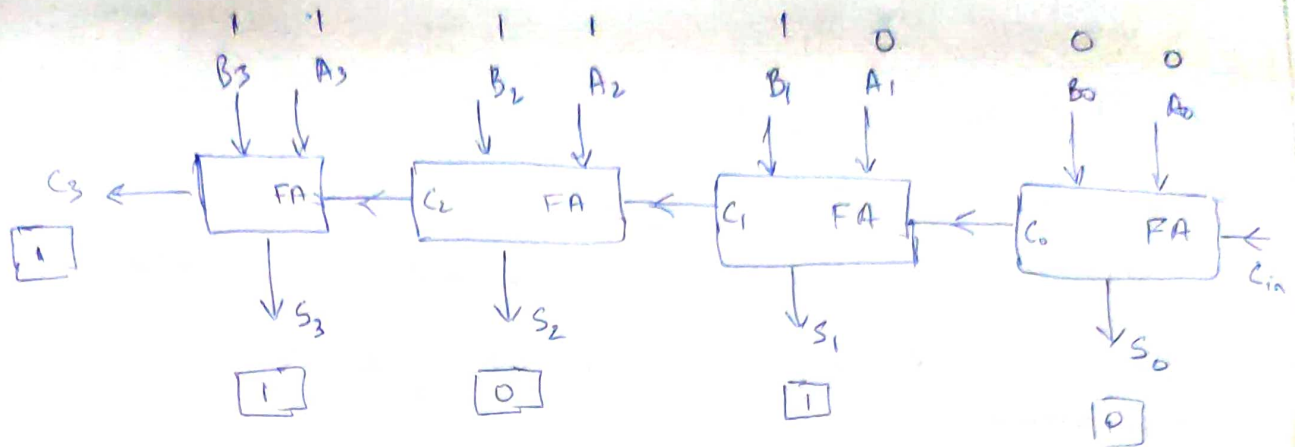 1 1 1 1 1 0 0 0
B3 A3 B2 A2 B1 A1 B0 A0
C3 FA C2 FA C1 FA C0 FA Cin
1
S3 S2 S1 S0
1 0 1 0